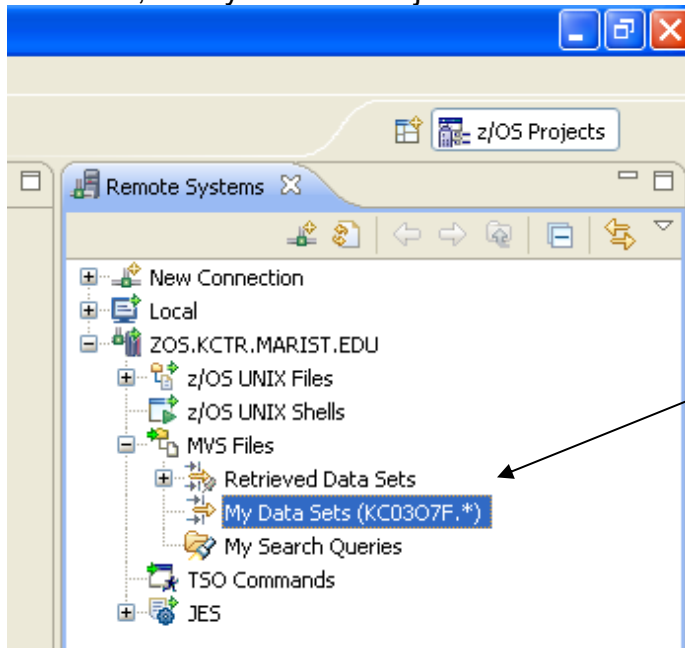 z/OS Projects
Remote Systems
New Connection
Local
ZOS.KCTR.MARIST.EDU
z/OS UNIX Files
z/OS UNIX Shells
MVS Files
Retrieved Data Sets
My Data Sets (KC03O7F.*)
My Search Queries
TSO Commands
JES